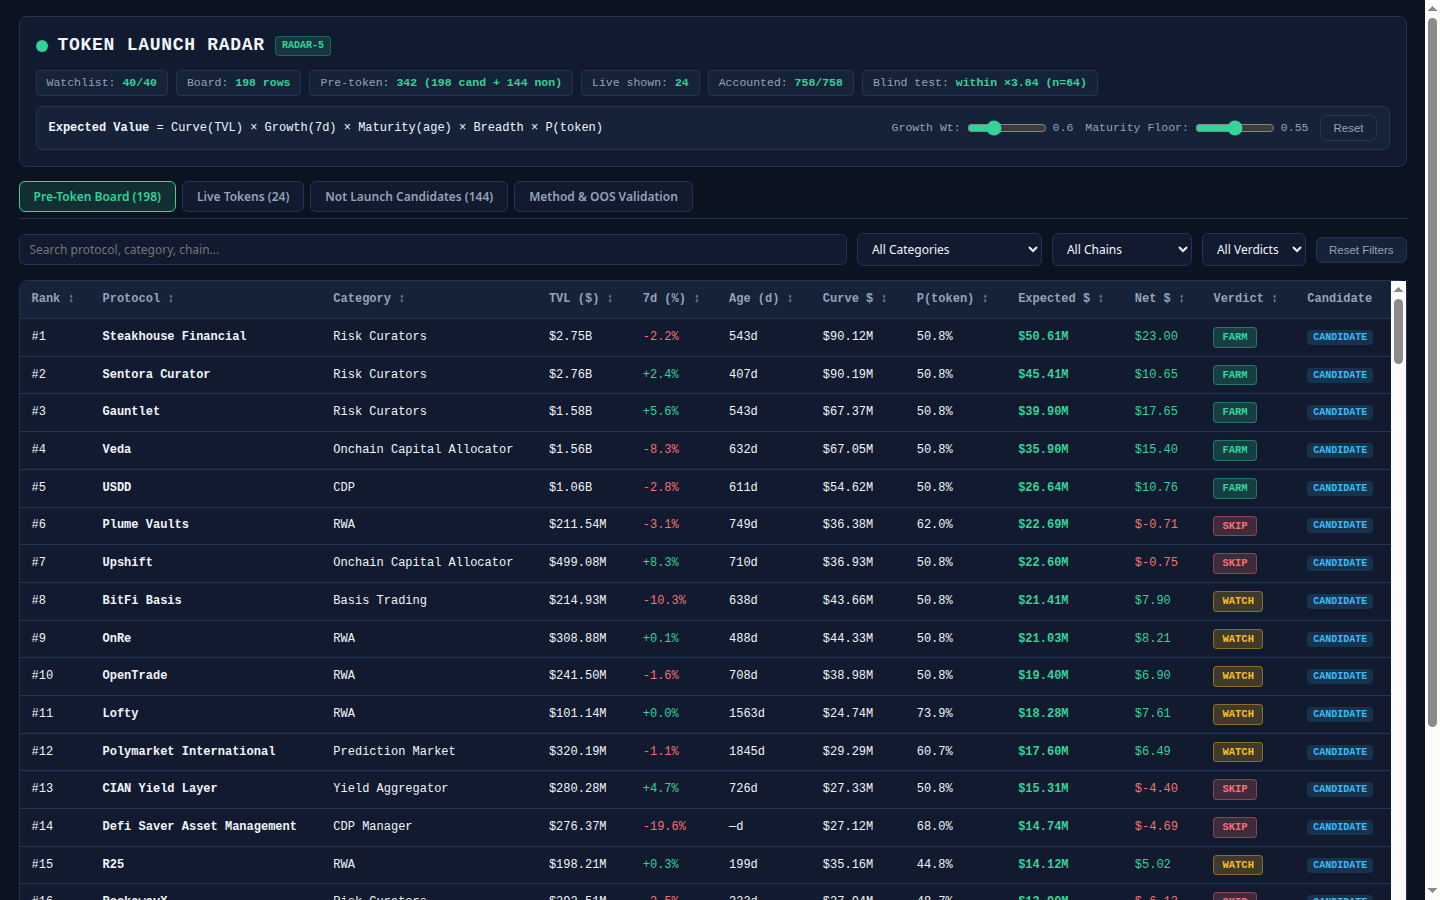 TOKEN LAUNCH RADAR RADAR-5
Watchlist: 40/40 Board: 198 rows Pre-token: 342 (198 cand + 144 non) Live shown: 24 Accounted: 758/758 Blind test: within ×3.84 (n=64)
Expected Value = Curve(TVL) × Growth(7d) × Maturity(age) × Breadth × P(token) Growth Wt: 0.6 Maturity Floor: 0.55 Reset
Pre-Token Board (198) Live Tokens (24) Not Launch Candidates (144) Method & OOS Validation
Search protocol, category, chain... All Categories All Chains All Verdicts Reset Filters
Rank ↕ Protocol ↕ Category ↕ TVL ($) ↕ 7d (%) ↕ Age (d) ↕ Curve $ ↕ P(token) ↕ Expected $ ↕ Net $ ↕ Verdict ↕ Candidate
#1 Steakhouse Financial Risk Curators $2.75B -2.2% 543d $90.12M 50.8% $50.61M $23.00 FARM CANDIDATE
#2 Sentora Curator Risk Curators $2.76B +2.4% 407d $90.19M 50.8% $45.41M $10.65 FARM CANDIDATE
#3 Gauntlet Risk Curators $1.58B +5.6% 543d $67.37M 50.8% $39.90M $17.65 FARM CANDIDATE
#4 Veda Onchain Capital Allocator $1.56B -8.3% 632d $67.05M 50.8% $35.90M $15.40 FARM CANDIDATE
#5 USDD CDP $1.06B -2.8% 611d $54.62M 50.8% $26.64M $10.76 FARM CANDIDATE
#6 Plume Vaults RWA $211.54M -3.1% 749d $36.38M 62.0% $22.69M $-0.71 SKIP CANDIDATE
#7 Upshift Onchain Capital Allocator $499.08M +8.3% 710d $36.93M 50.8% $22.60M $-0.75 SKIP CANDIDATE
#8 BitFi Basis Basis Trading $214.93M -10.3% 638d $43.66M 50.8% $21.41M $7.90 WATCH CANDIDATE
#9 OnRe RWA $308.88M +0.1% 488d $44.33M 50.8% $21.03M $8.21 WATCH CANDIDATE
#10 OpenTrade RWA $241.50M -1.6% 708d $38.98M 50.8% $19.40M $6.90 WATCH CANDIDATE
#11 Lofty RWA $101.14M +0.0% 1563d $24.74M 73.9% $18.28M $7.61 WATCH CANDIDATE
#12 Polymarket International Prediction Market $320.19M -1.1% 1845d $29.29M 60.7% $17.60M $6.49 WATCH CANDIDATE
#13 CIAN Yield Layer Yield Aggregator $280.28M +4.7% 726d $27.33M 50.8% $15.31M $-4.40 SKIP CANDIDATE
#14 Defi Saver Asset Management CDP Manager $276.37M -19.6% —d $27.12M 68.0% $14.74M $-4.69 SKIP CANDIDATE
#15 R25 RWA $198.21M +0.3% 199d $35.16M 44.8% $14.12M $5.02 WATCH CANDIDATE